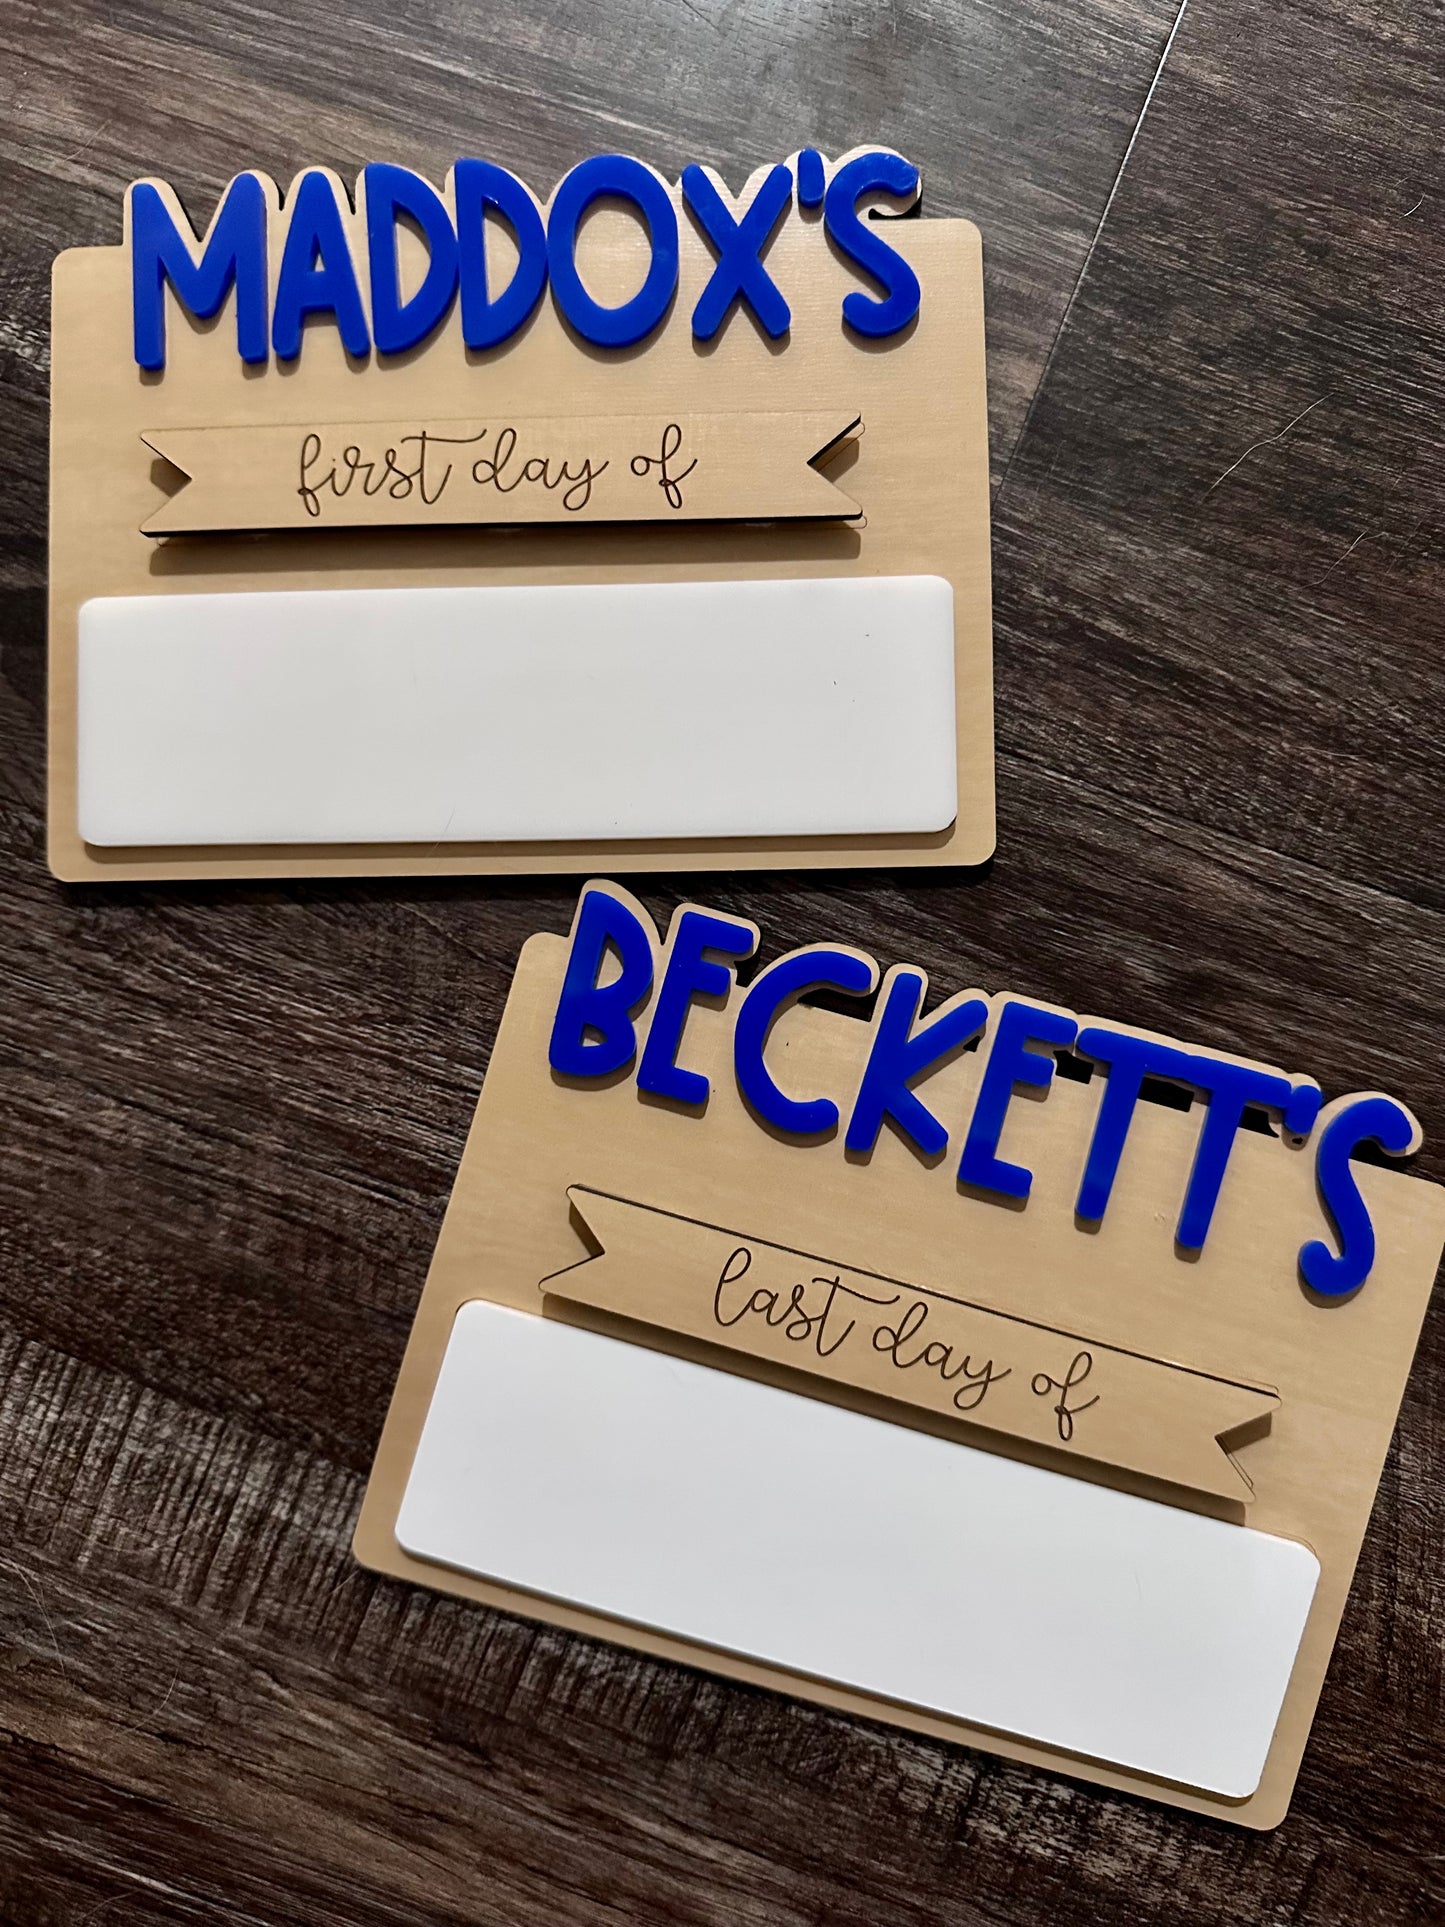 MADDOX'S
first day of
BECKETT'S
last day of